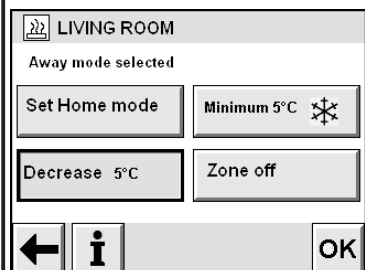 LIVING ROOM
Away mode selected
Set Home mode
Minimum 5°C
Decrease 5°C
Zone off
i
OK